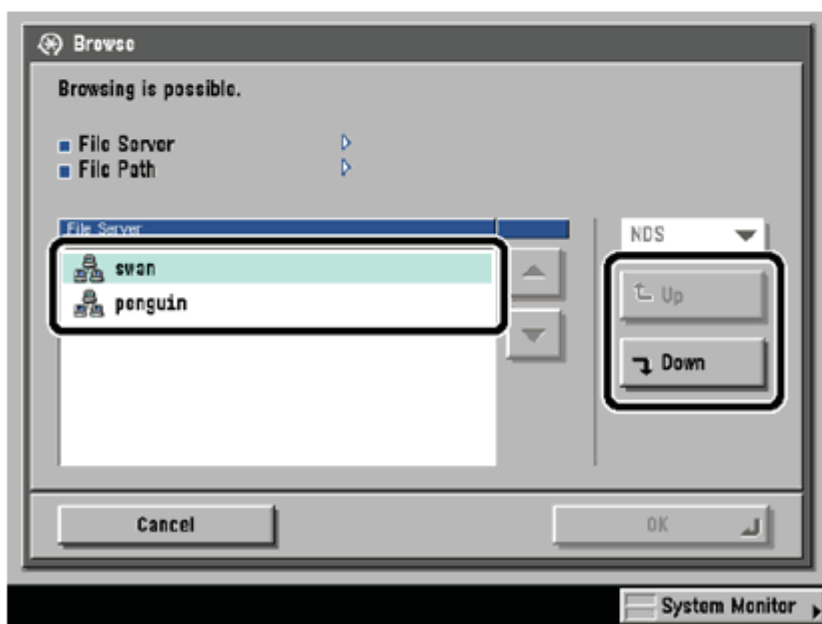 Browse
Browsing is possible.
File Server
File Path
File Server
NDS
swan
Up
penguin
Down
Cancel
OK
System Monitor